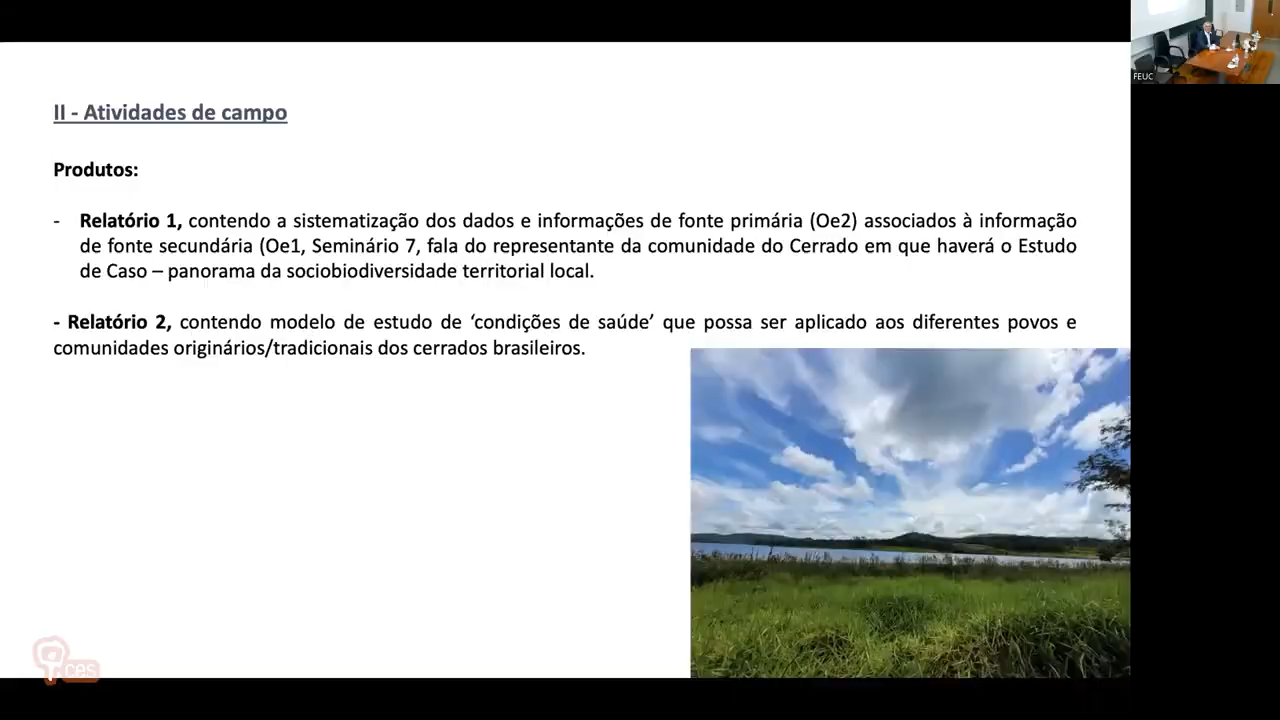 FEUC
II - Atividades de campo
Produtos:
- Relatório 1, contendo a sistematização dos dados e informações de fonte primária (Oe2) associados à informação
de fonte secundária (Oe1, Seminário 7, fala do representante da comunidade do Cerrado em que haverá o Estudo
de Caso – panorama da sociobiodiversidade territorial local.
- Relatório 2, contendo modelo de estudo de ‘condições de saúde’ que possa ser aplicado aos diferentes povos e
comunidades originários/tradicionais dos cerrados brasileiros.
ces